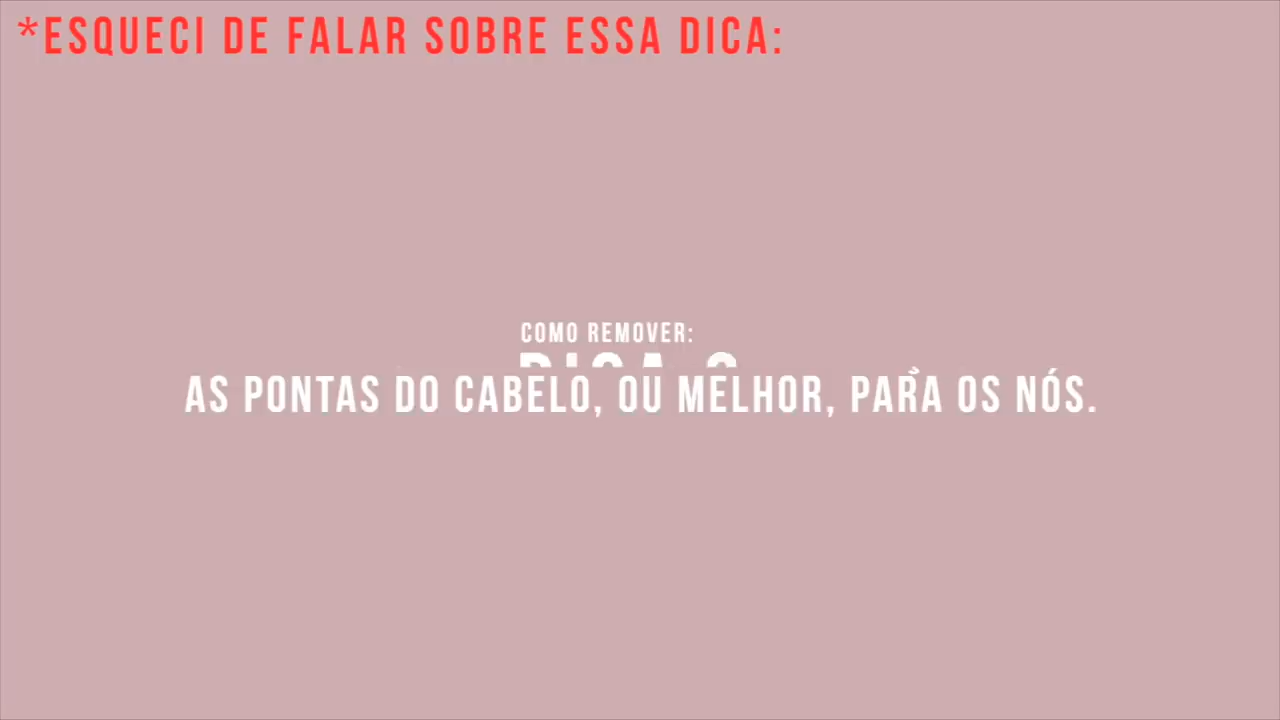 *ESQUECI DE FALAR SOBRE ESSA DICA:
COMO REMOVER:
AS PONTAS DO CABELO, OU MELHOR, PARA OS NÓS.